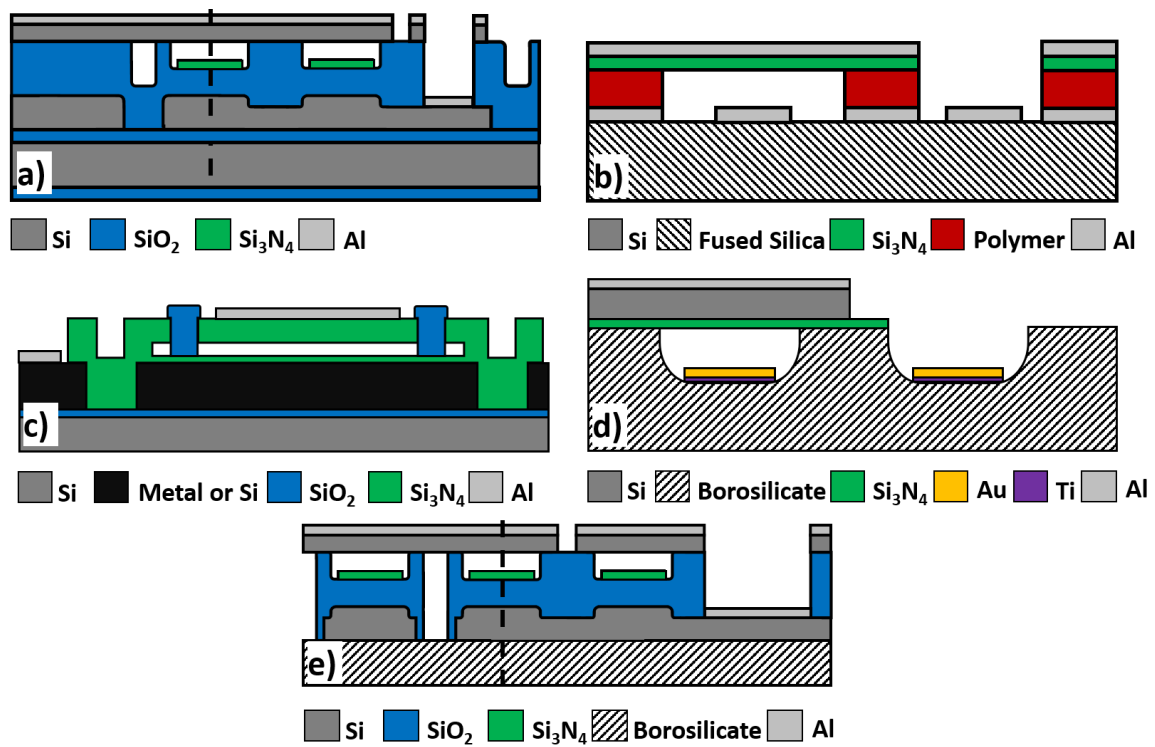 a)
b)
Si SiO₂ Si₃N₄ Al
Si Fused Silica Si₃N₄ Polymer Al
c)
d)
Si Metal or Si SiO₂ Si₃N₄ Al
Si Borosilicate Si₃N₄ Au Ti Al
e)
Si SiO₂ Si₃N₄ Borosilicate Al